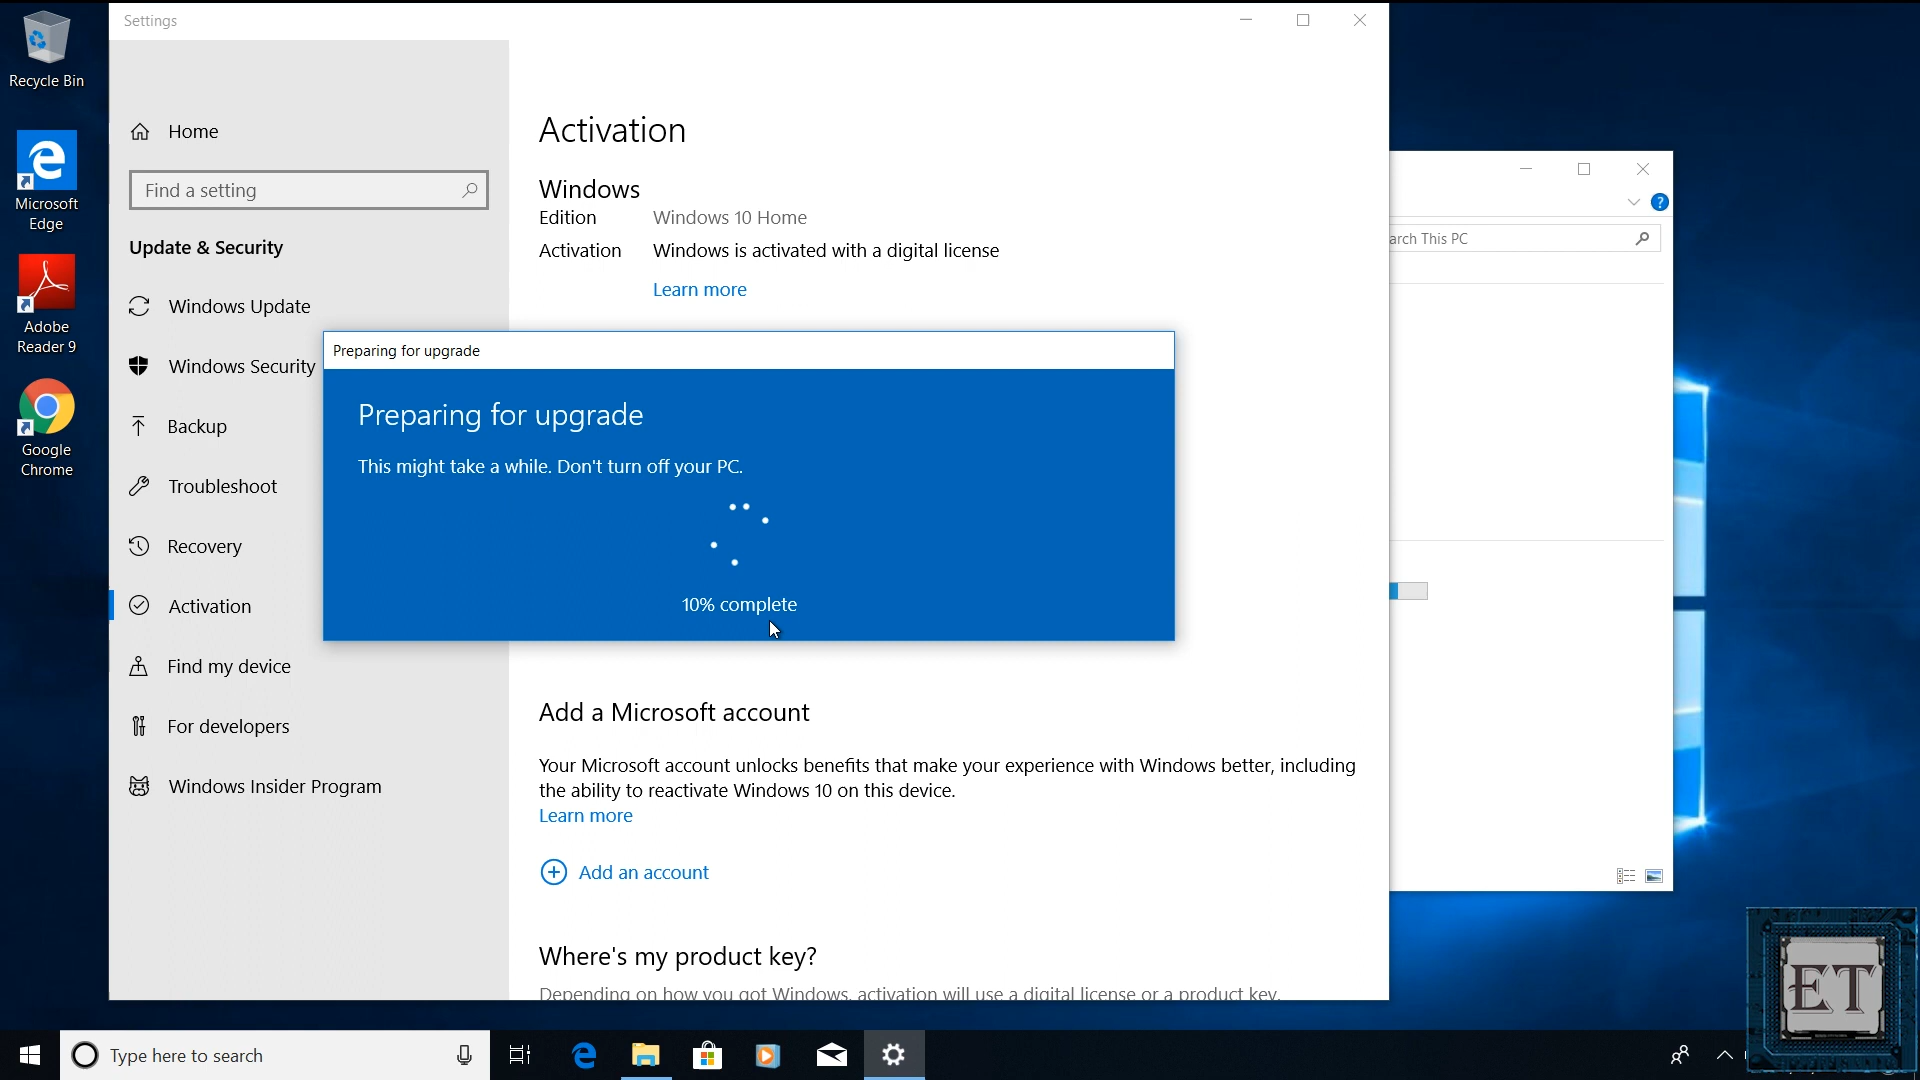 Settings
Recycle Bin
Microsoft
Edge
Adobe
Reader 9
Google
Chrome
Home
Find a setting
Update & Security
Windows Update
Windows Security
Backup
Troubleshoot
Recovery
Activation
Find my device
For developers
Windows Insider Program
Activation
Windows
Edition Windows 10 Home
Activation Windows is activated with a digital license
Learn more
Preparing for upgrade
Preparing for upgrade
This might take a while. Don't turn off your PC.
10% complete
Add a Microsoft account
Your Microsoft account unlocks benefits that make your experience with Windows better, including
the ability to reactivate Windows 10 on this device.
Learn more
Add an account
Where's my product key?
Depending on how you got Windows, activation will use a digital license or a product key.
arch This PC
?
ET
Type here to search